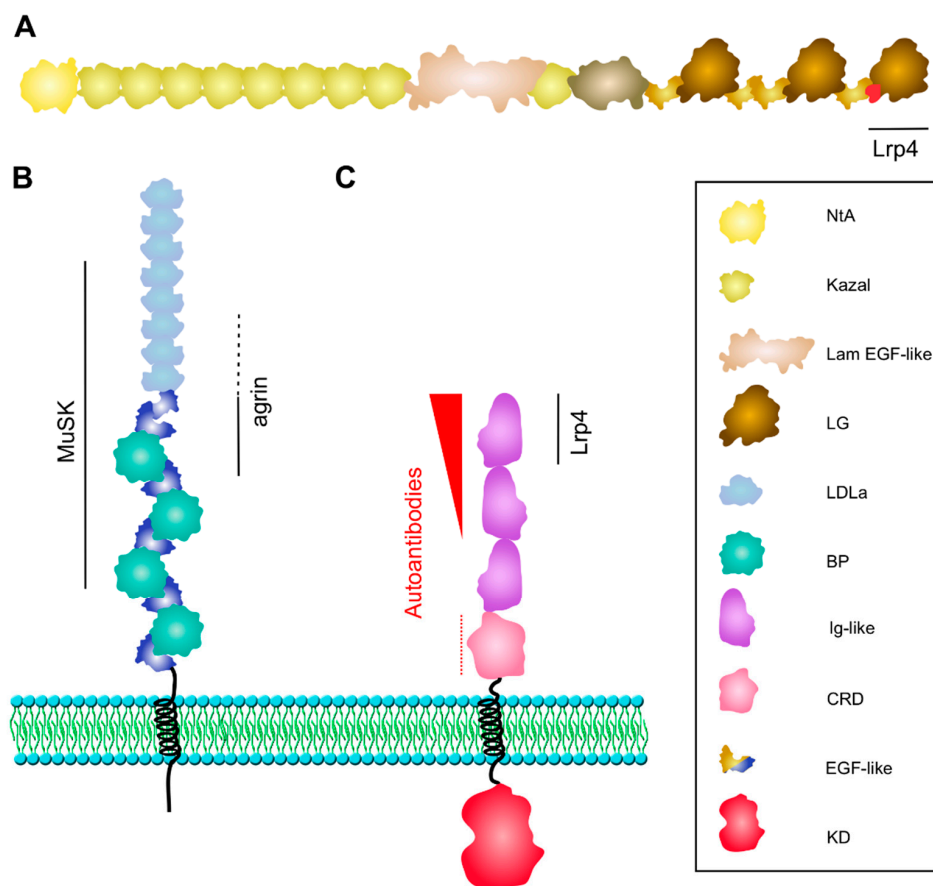 A
Lrp4
B
C
MuSK
agrin
Autoantibodies
Lrp4
NtA
Kazal
Lam EGF-like
LG
LDLa
BP
Ig-like
CRD
EGF-like
KD